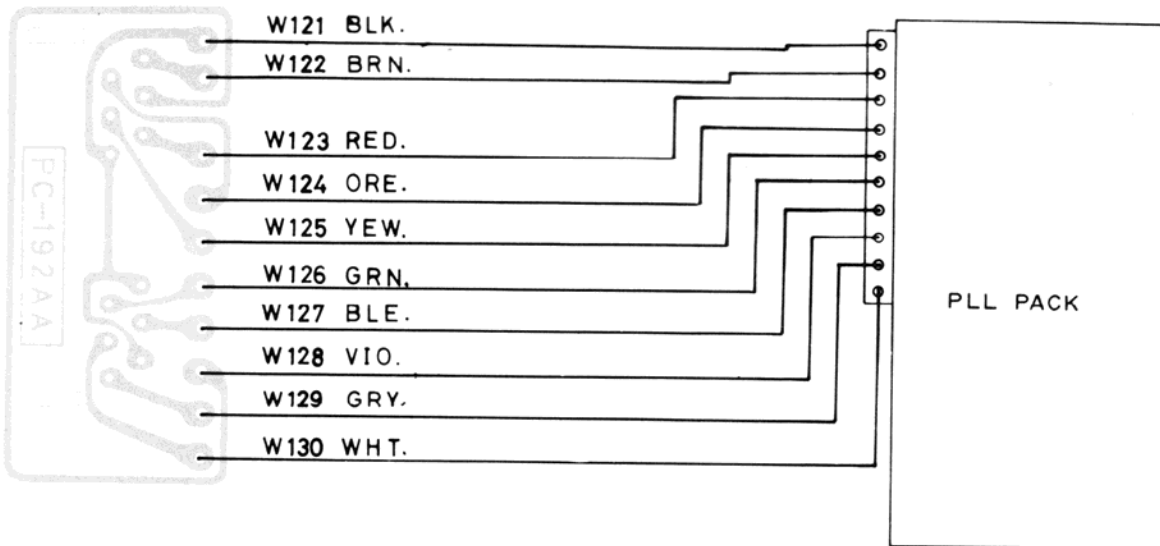 W121 BLK.
W122 BRN.
W123 RED.
W124 ORE.
W125 YEW.
W126 GRN.
W127 BLE.
W128 VIO.
W129 GRY.
W130 WHT.
PC-192AA
PLL PACK